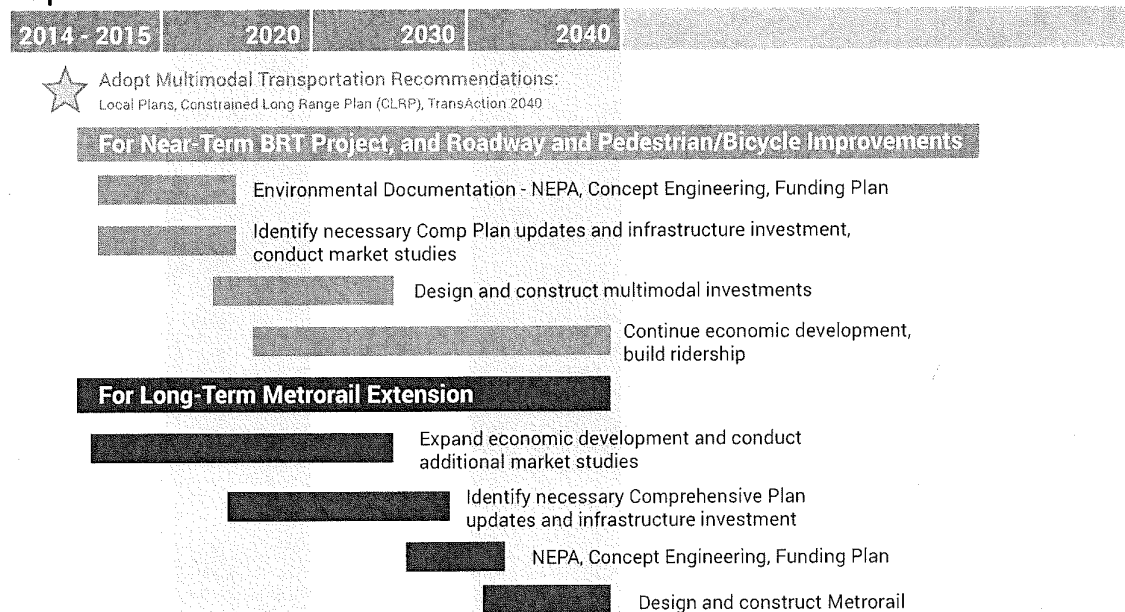 2014 - 2015 2020 2030 2040
Adopt Multimodal Transportation Recommendations:
Local Plans, Constrained Long Range Plan (CLRP), TransAction 2040
For Near-Term BRT Project, and Roadway and Pedestrian/Bicycle Improvements
Environmental Documentation - NEPA, Concept Engineering, Funding Plan
Identify necessary Comp Plan updates and infrastructure investment,
conduct market studies
Design and construct multimodal investments
Continue economic development,
build ridership
For Long-Term Metrorail Extension
Expand economic development and conduct
additional market studies
Identify necessary Comprehensive Plan
updates and infrastructure investment
NEPA, Concept Engineering, Funding Plan
Design and construct Metrorail